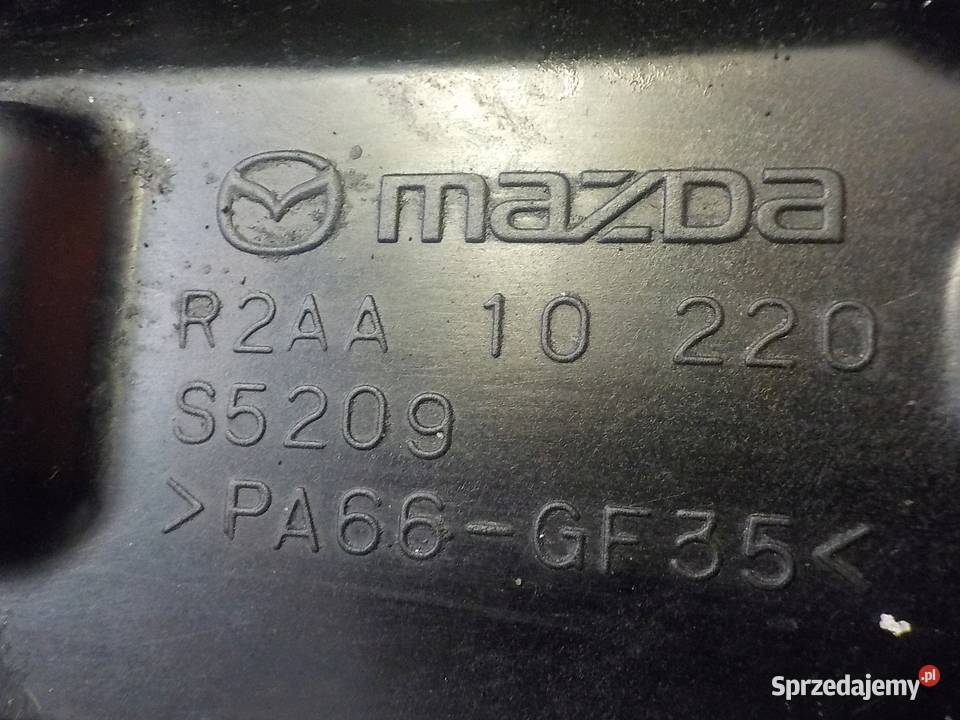 mazda
R2AA 10 220
S5209
>PA66-GF35<
Sprzedajemy.pl